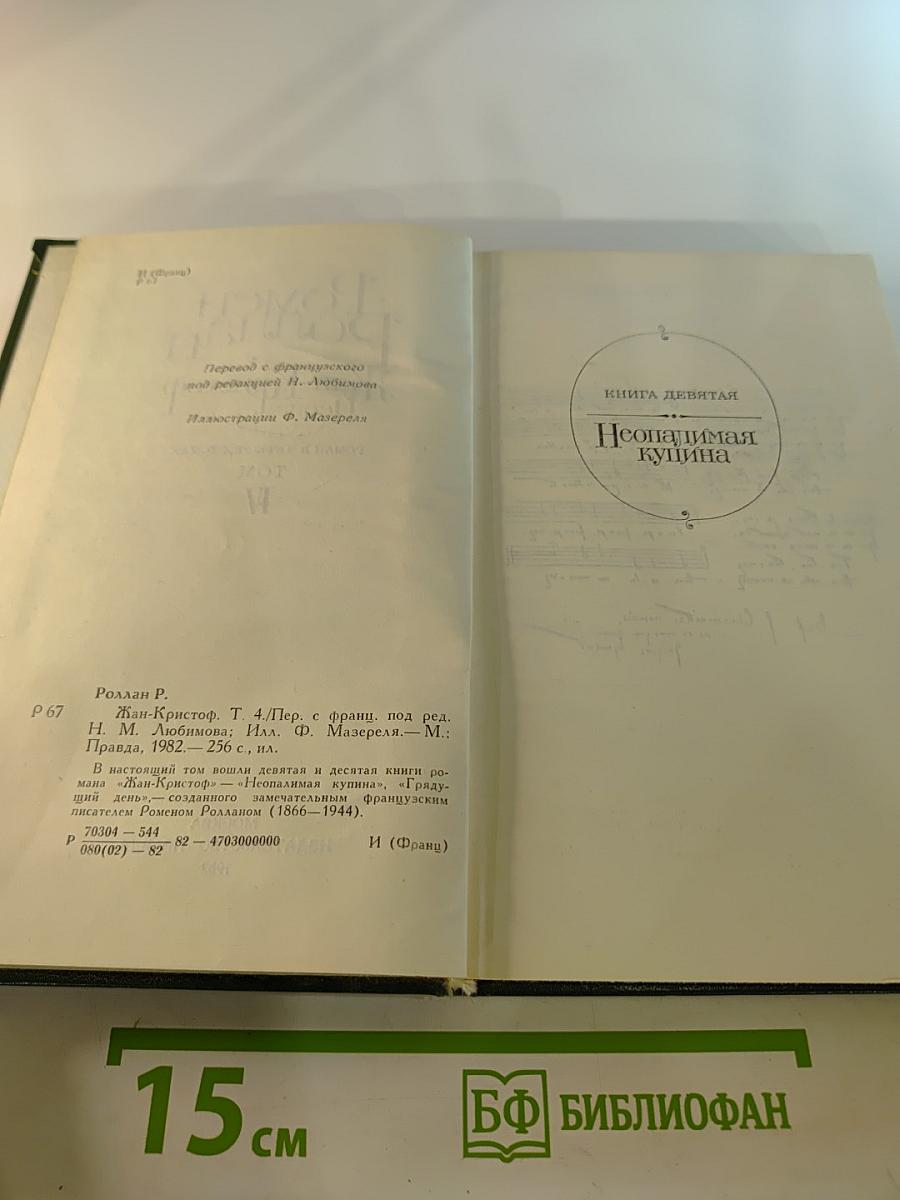 И (Франц)
Р 67
Перевод с французского
под редакцией Н. Любимова
Иллюстрации Ф. Мазереля
Роллан Р.
Р 67
Жан-Кристоф. Т. 4./Пер. с франц. под ред.
Н. М. Любимова; Илл. Ф. Мазереля.— М.:
Правда, 1982.— 256 с., ил.
В настоящий том вошли девятая и десятая книги ро-
мана «Жан-Кристоф» — «Неопалимая купина», «Гряду-
щий день»,— созданного замечательным французским
писателем Роменом Ролланом (1866—1944).
Р 70304 — 544
080(02) — 82
82 — 4703000000
И (Франц)
КНИГА ДЕВЯТАЯ
Неопалимая
купина
15 см
БФ БИБЛИОФАН